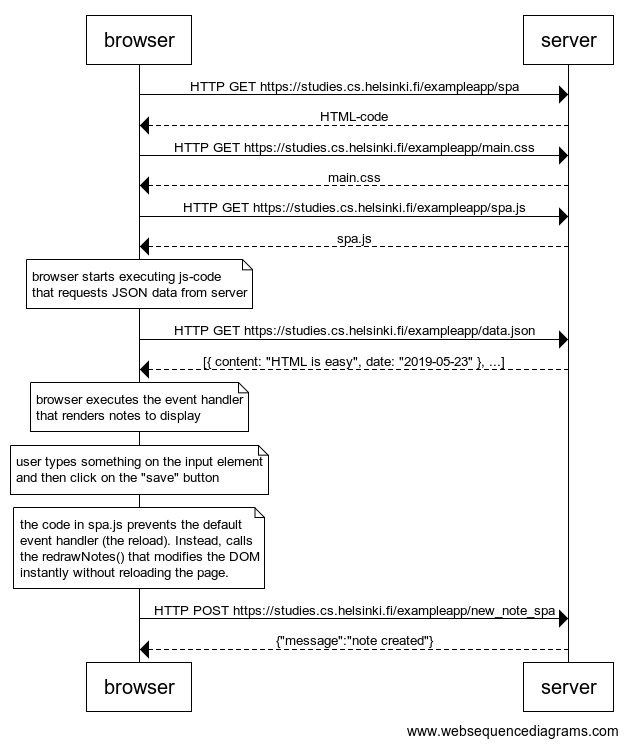 browser
server
HTTP GET https://studies.cs.helsinki.fi/exampleapp/spa
HTML-code
HTTP GET https://studies.cs.helsinki.fi/exampleapp/main.css
main.css
HTTP GET https://studies.cs.helsinki.fi/exampleapp/spa.js
spa.js
browser starts executing js-code
that requests JSON data from server
HTTP GET https://studies.cs.helsinki.fi/exampleapp/data.json
[{ content: "HTML is easy", date: "2019-05-23" }, ...]
browser executes the event handler
that renders notes to display
user types something on the input element
and then click on the "save" button
the code in spa.js prevents the default
event handler (the reload). Instead, calls
the redrawNotes() that modifies the DOM
instantly without reloading the page.
HTTP POST https://studies.cs.helsinki.fi/exampleapp/new_note_spa
{"message":"note created"}
browser
server
www.websequencediagrams.com